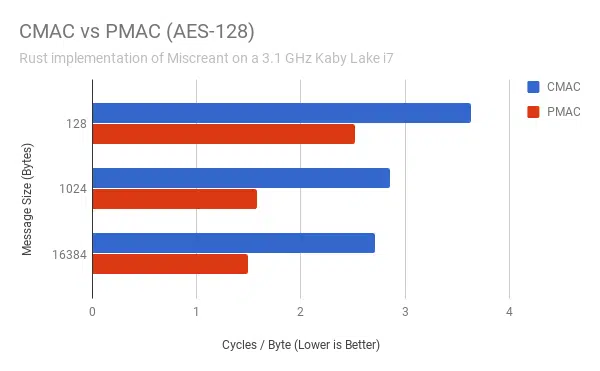 CMAC vs PMAC (AES-128)
Rust implementation of Miscreant on a 3.1 GHz Kaby Lake i7
CMAC
PMAC
Message Size (Bytes)
128
1024
16384
0 1 2 3 4
Cycles / Byte (Lower is Better)